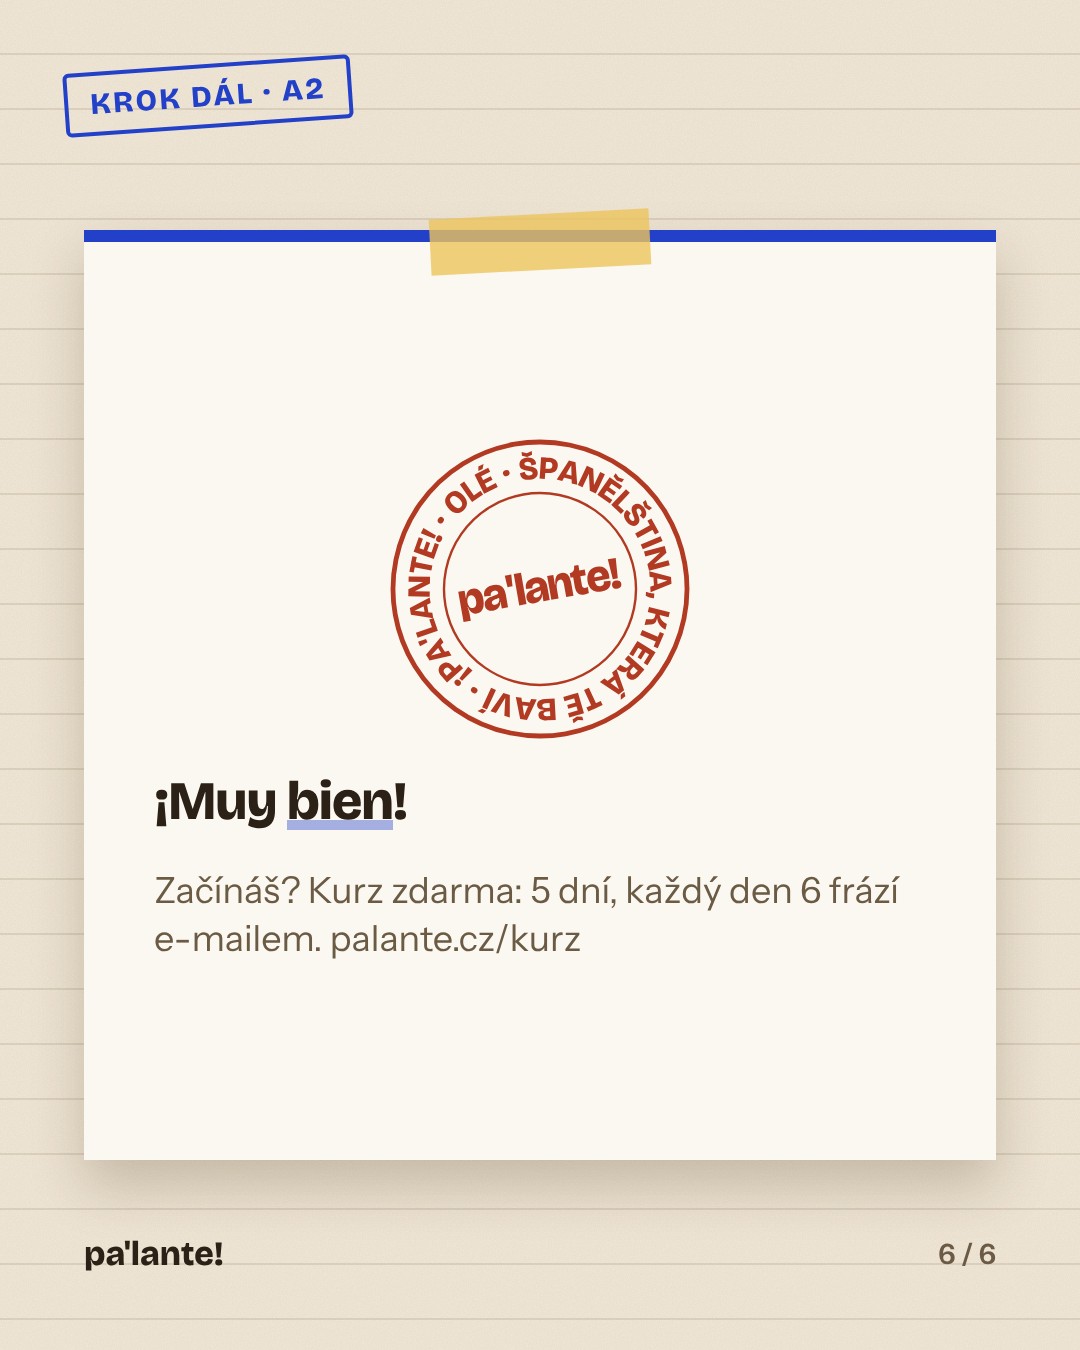 KROK DÁL · A2
ŠPANĚLŠTINA, KTERÁ TĚ BAVÍ · ¡PA'LANTE! · OLÉ ·
pa'lante!
¡Muy bien!
Začínáš? Kurz zdarma: 5 dní, každý den 6 frází
e-mailem. palante.cz/kurz
pa'lante!
6 / 6